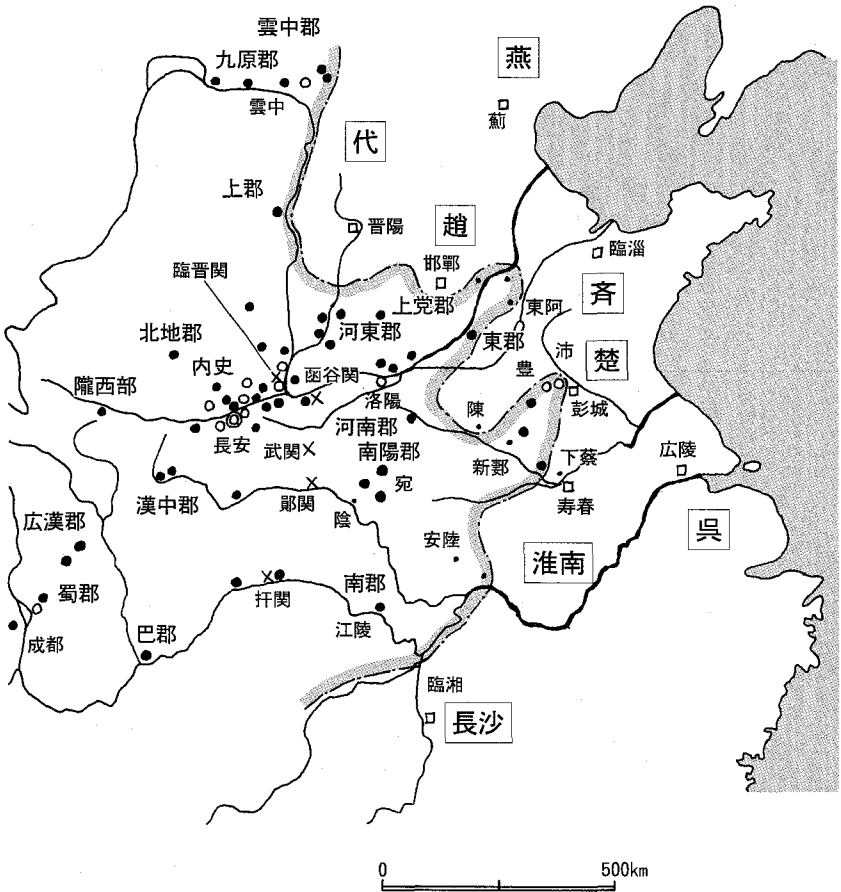 雲中郡
九原郡
雲中
燕
薊
代
上郡
晋陽
趙
邯鄲
臨淄
臨晋関
上党郡
東阿
斉
北地郡
河東郡
東郡
沛
楚
内史
函谷関
豊
隴西部
洛陽
彭城
陳
長安
河南郡
武関
南陽郡
新郪
下蔡
広陵
宛
漢中郡
鄖関
陰
寿春
呉
広漢郡
安陸
淮南
蜀郡
扞関
南郡
成都
巴郡
江陵
臨湘
長沙
0 500km